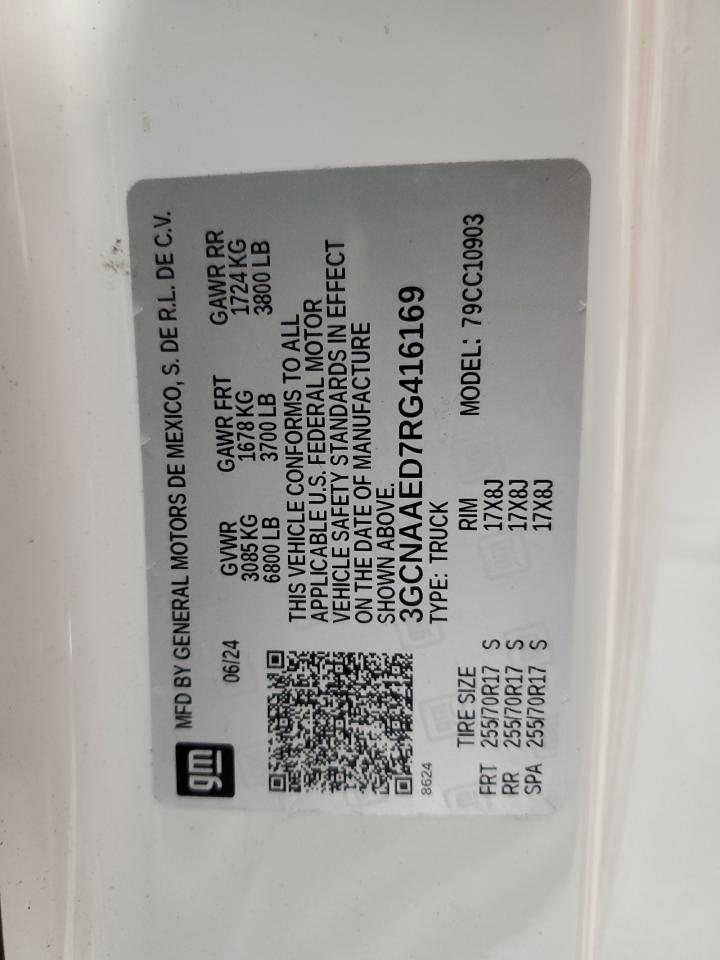 gm
MFD BY GENERAL MOTORS DE MEXICO, S. DE R.L. DE C.V.
06/24
GVWR GAWR FRT GAWR RR
3085 KG 1678 KG 1724 KG
6800 LB 3700 LB 3800 LB
THIS VEHICLE CONFORMS TO ALL
APPLICABLE U.S. FEDERAL MOTOR
VEHICLE SAFETY STANDARDS IN EFFECT
ON THE DATE OF MANUFACTURE
SHOWN ABOVE.
3GCNAAED7RG416169
8624
TYPE: TRUCK
TIRE SIZE RIM MODEL: 79CC10903
FRT 255/70R17 S 17X8J
RR 255/70R17 S 17X8J
SPA 255/70R17 S 17X8J